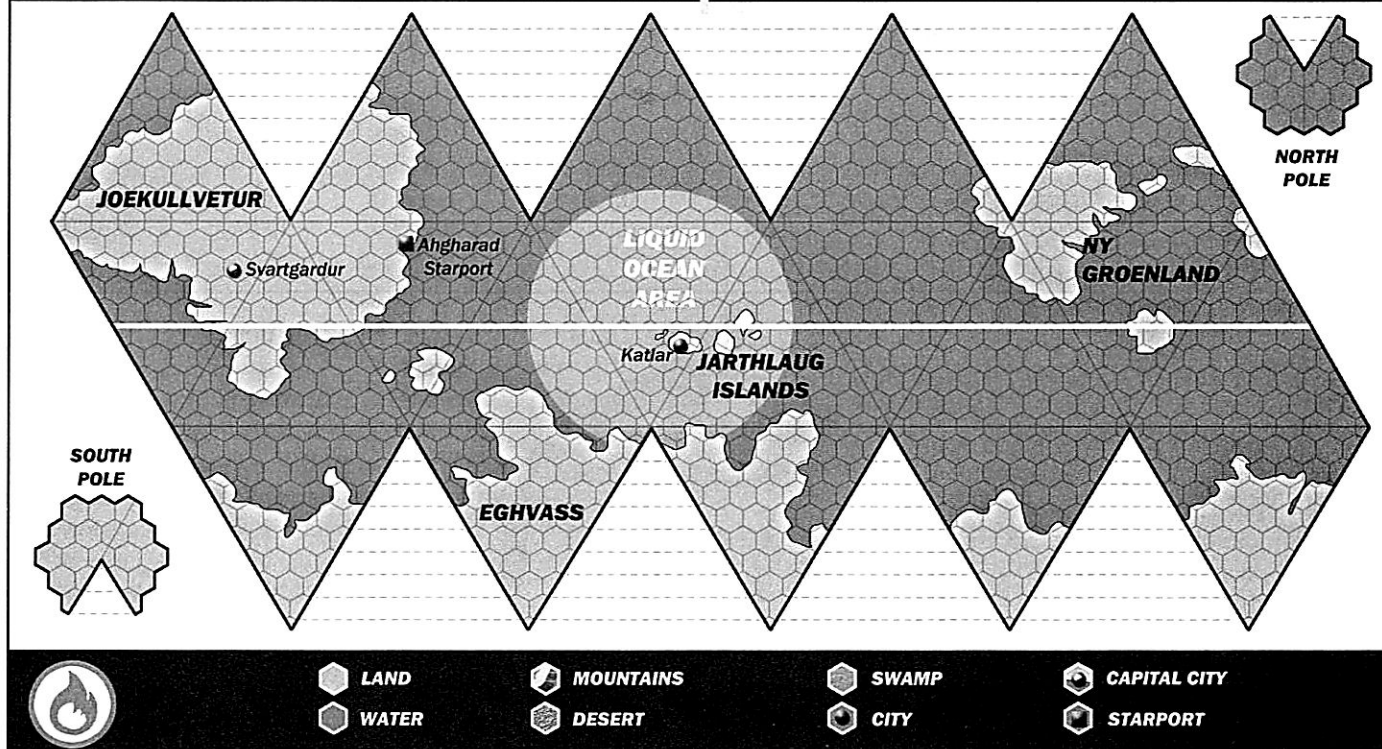 NORTH
POLE
JOEKULLVETUR
Svartgardur
Ahgharad
Starport
LIQUID
OCEAN
AREA
NY
GROENLAND
Katlar
JARTHLAUG
ISLANDS
SOUTH
POLE
EGHVASS
LAND
MOUNTAINS
SWAMP
CAPITAL CITY
WATER
DESERT
CITY
STARPORT